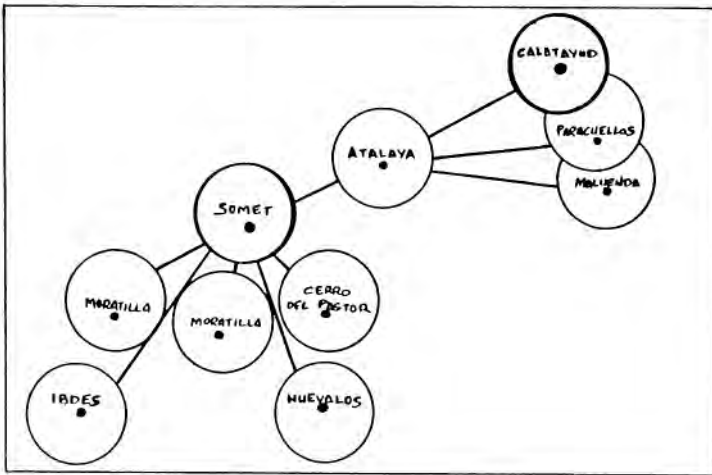 CALATAYUD
PARACUELLOS
MALUENDA
ATALAYA
SOMET
MORATILLA
MORATILLA
CERRO
DEL PASTOR
IBDES
NUEVALOS